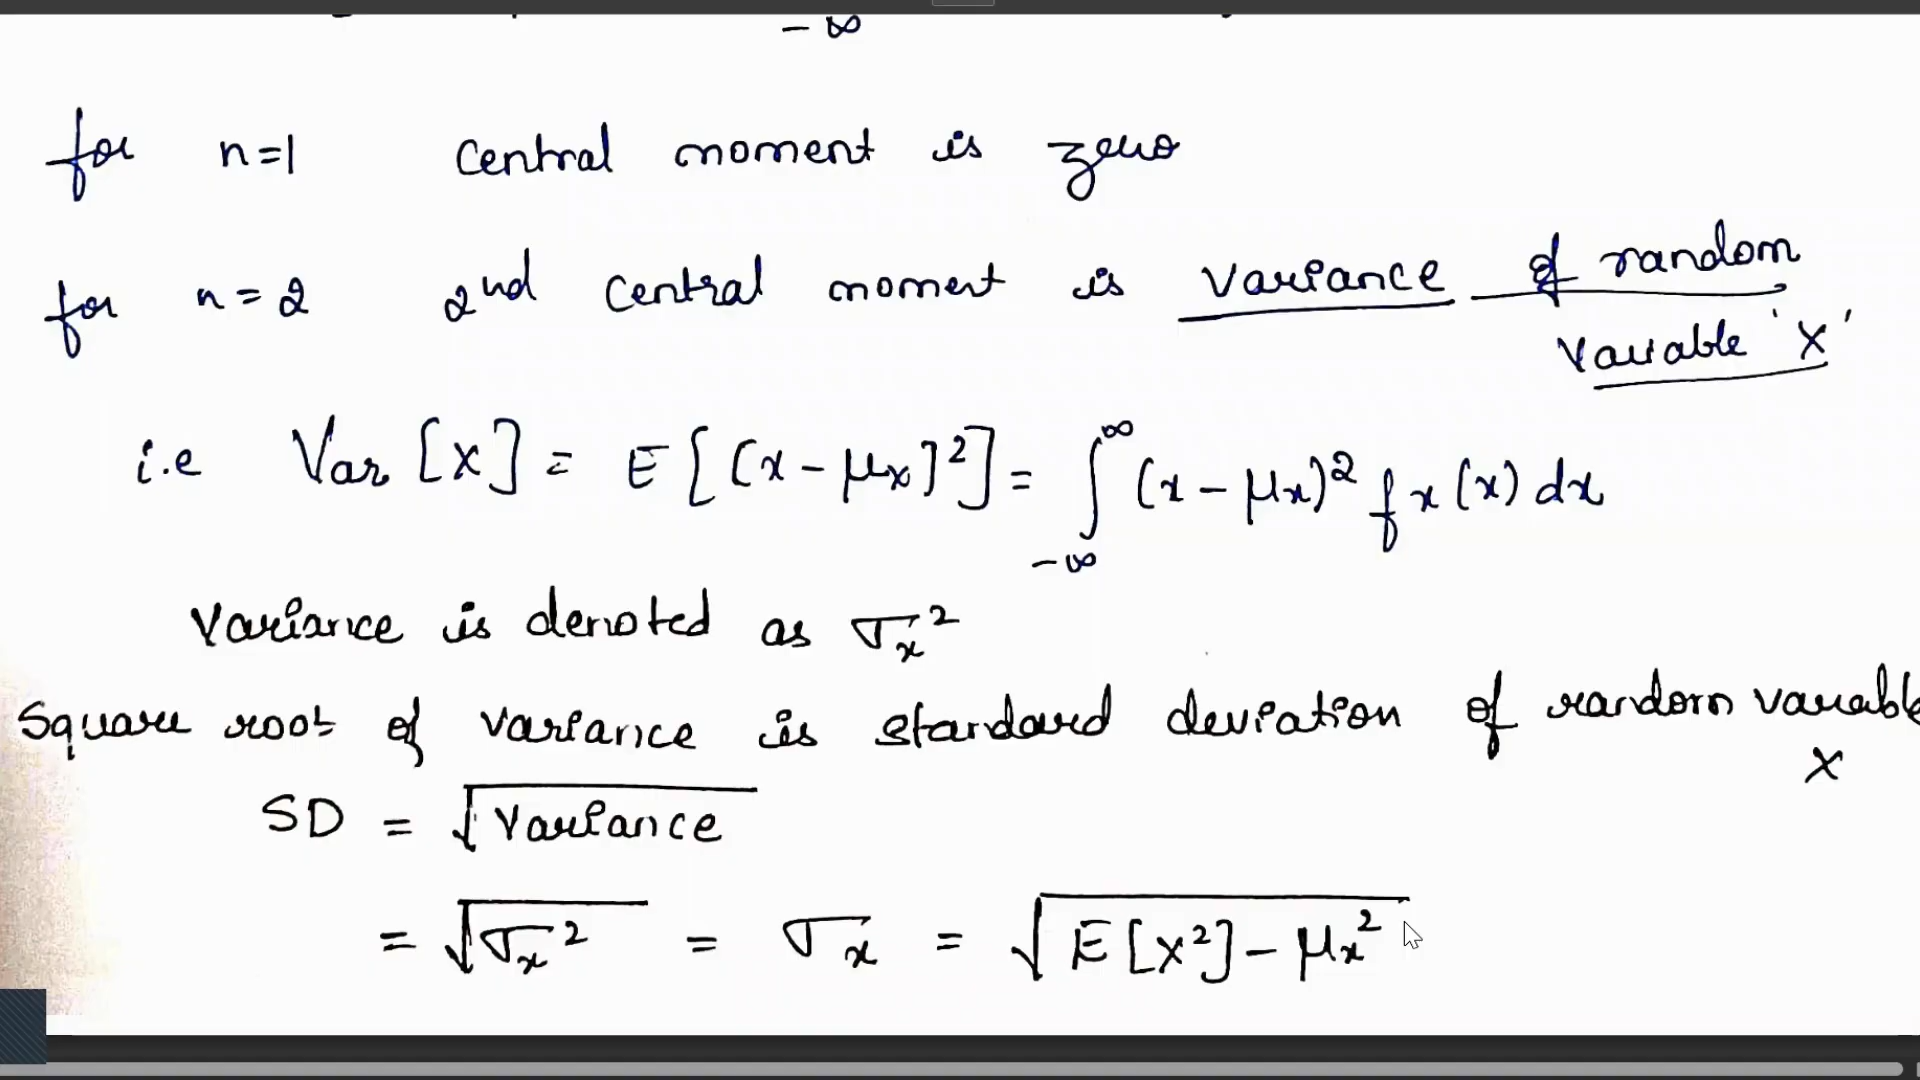 -∞
for n=1 Central moment is zero
for n=2 2nd Central moment is Variance of random
Variable 'X'
i.e Var [X] = E[(x-μx]²] = ∫ ∞ -∞ (x-μx)² fx(x) dx
Variance is denoted as σx²
Square root of variance is standard deviation of random variable
X
SD = √Variance
= √σx² = σx = √E[X²]-μx²